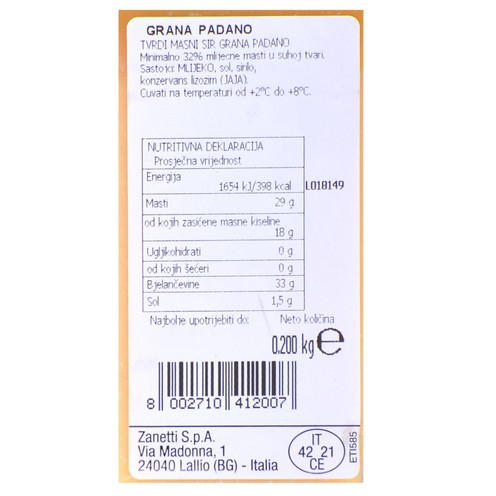 GRANA PADANO
TVRDI MASNI SIR GRANA PADANO
Minimalno 32% mliječne masti u suhoj tvari.
Sastojci: MLIJEKO, sol, sirilo,
konzervans lizozim (JAJA).
Čuvati na temperaturi od +2°C do +8°C.
NUTRITIVNA DEKLARACIJA
Prosječna vrijednost
Energija
1654 kJ/398 kcal
L018149
Masti
29 g
od kojih zasićene masne kiseline
18 g
Ugljikohidrati 0 g
od kojih šećeri 0 g
Bjelančevine 33 g
Sol 1,5 g
Najbolje upotrijebiti do: Neto količina
0.200 kg e
8 002710 412007
Zanetti S.p.A.
Via Madonna, 1
24040 Lallio (BG) - Italia
IT
42_21
CE
ETI585